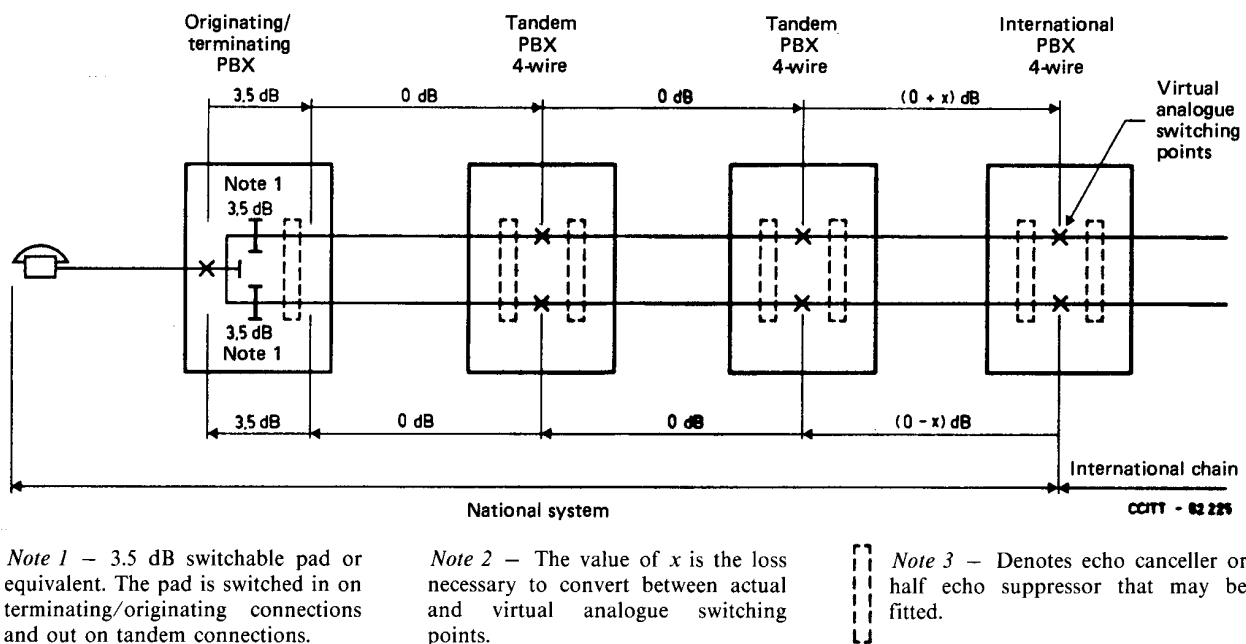 Originating/
terminating
PBX
Tandem
PBX
4-wire
Tandem
PBX
4-wire
International
PBX
4-wire
3,5 dB
0 dB
0 dB
(0 + x) dB
Virtual
analogue
switching
points
Note 1
3,5 dB
3,5 dB
Note 1
3,5 dB
0 dB
0 dB
(0 - x) dB
National system
International chain
CCITT - 82 225
Note 1 – 3.5 dB switchable pad or
equivalent. The pad is switched in on
terminating/originating connections
and out on tandem connections.
Note 2 – The value of x is the loss
necessary to convert between actual
and virtual analogue switching
points.
Note 3 – Denotes echo canceller or
half echo suppressor that may be
fitted.